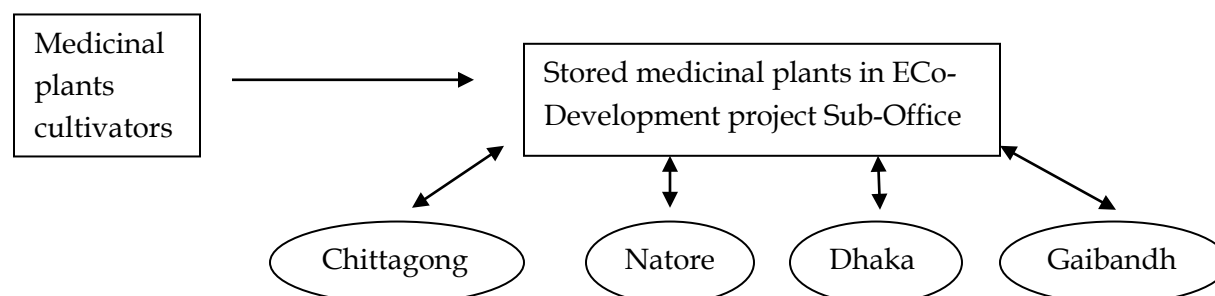 Medicinal
plants
cultivators
Stored medicinal plants in ECo-
Development project Sub-Office
Chittagong
Natore
Dhaka
Gaibandh